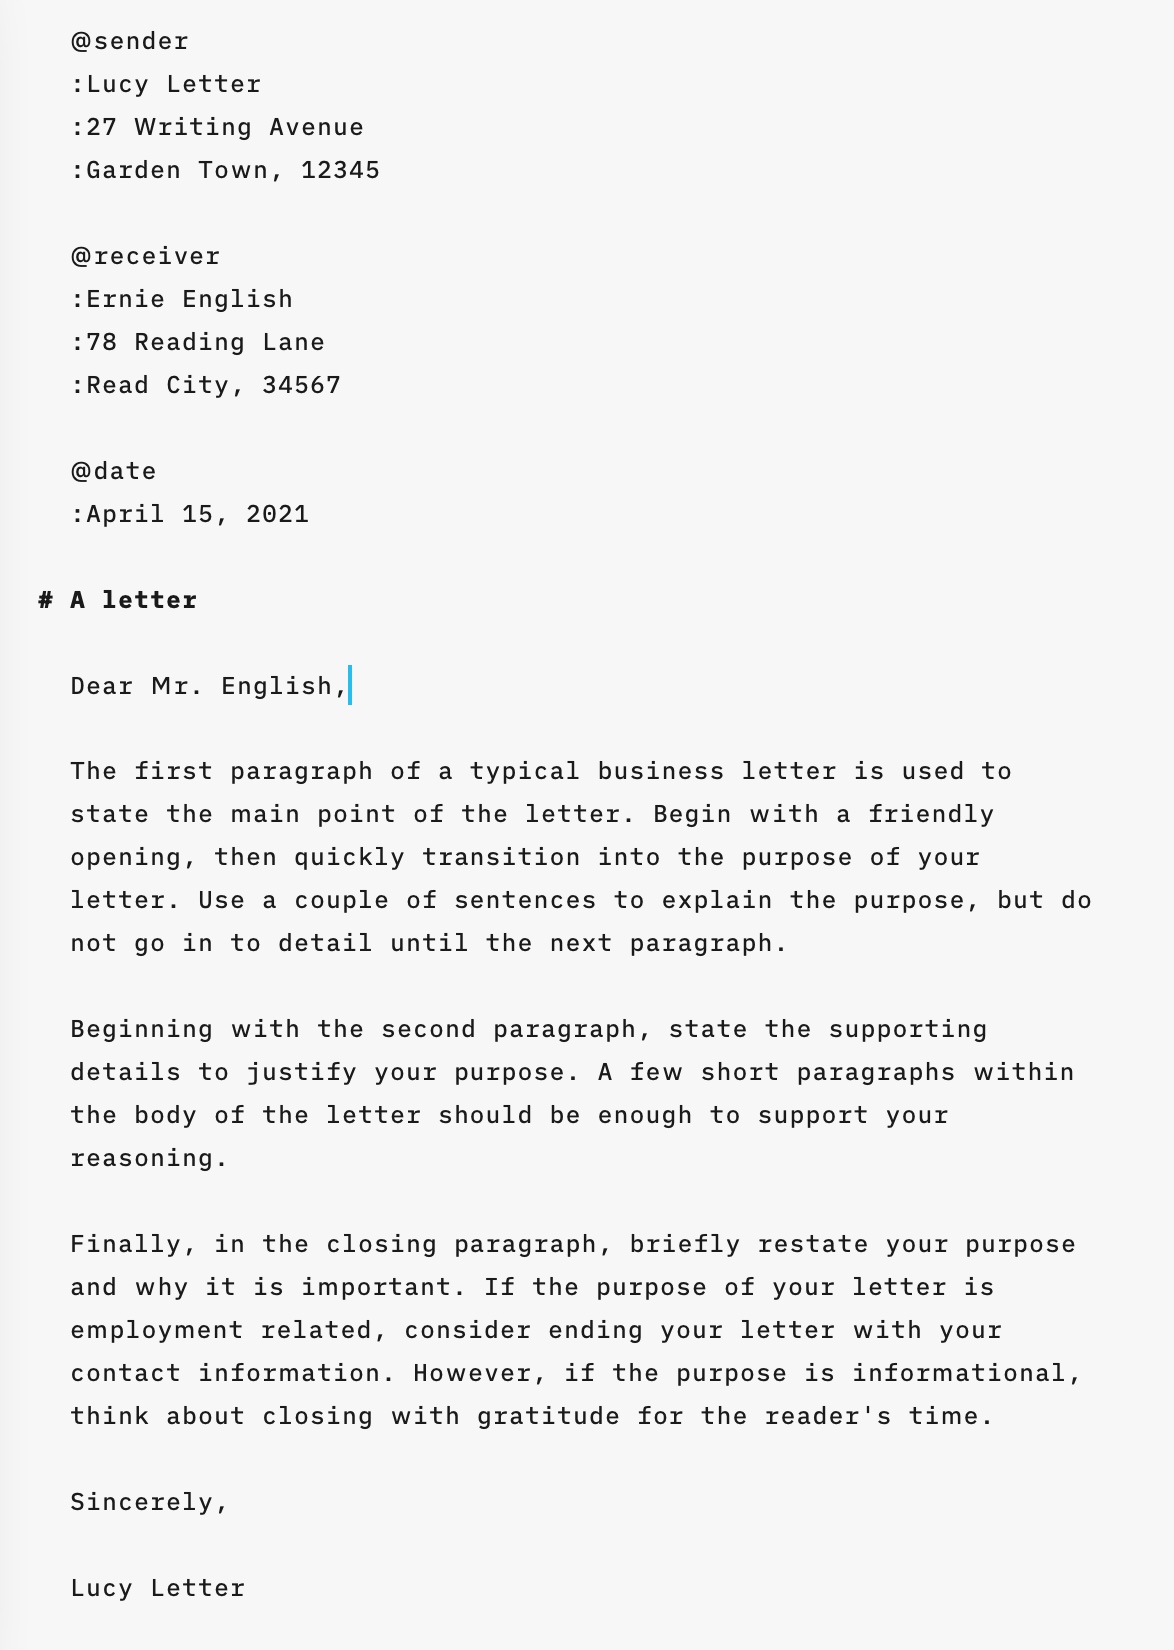 @sender
:Lucy Letter
:27 Writing Avenue
:Garden Town, 12345
@receiver
:Ernie English
:78 Reading Lane
:Read City, 34567
@date
:April 15, 2021
# A letter
Dear Mr. English,
The first paragraph of a typical business letter is used to
state the main point of the letter. Begin with a friendly
opening, then quickly transition into the purpose of your
letter. Use a couple of sentences to explain the purpose, but do
not go in to detail until the next paragraph.
Beginning with the second paragraph, state the supporting
details to justify your purpose. A few short paragraphs within
the body of the letter should be enough to support your
reasoning.
Finally, in the closing paragraph, briefly restate your purpose
and why it is important. If the purpose of your letter is
employment related, consider ending your letter with your
contact information. However, if the purpose is informational,
think about closing with gratitude for the reader's time.
Sincerely,
Lucy Letter